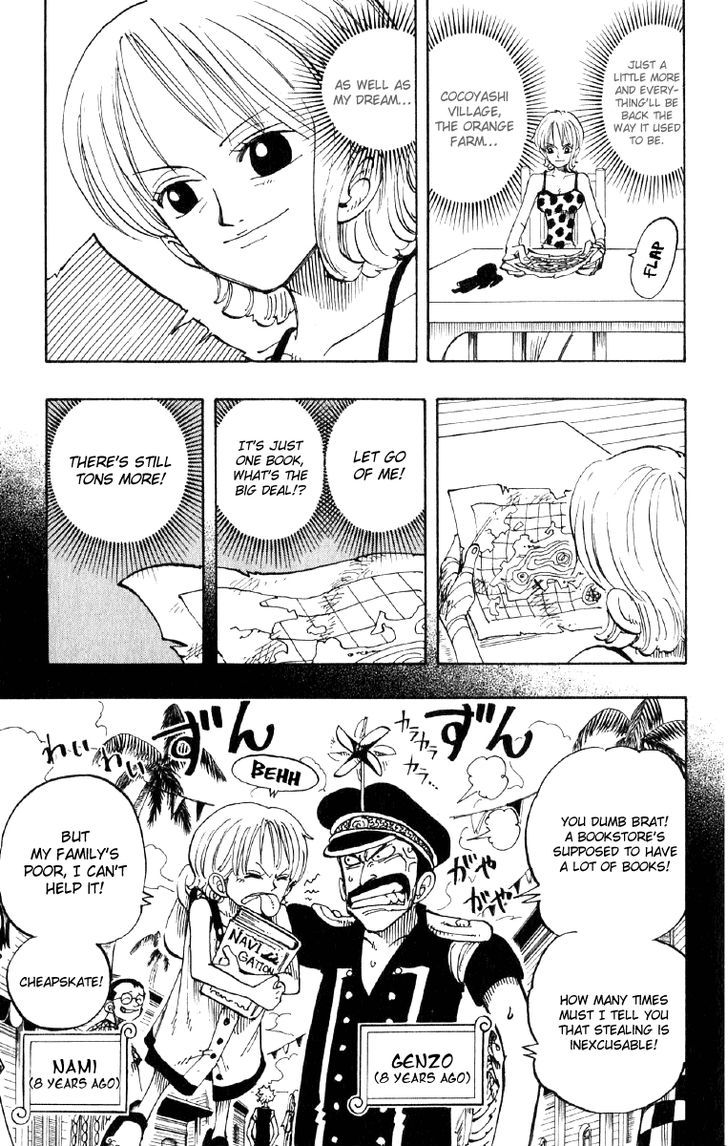 JUST A
LITTLE MORE
AND EVERY-
THING'LL BE
BACK THE
WAY IT USED
TO BE.
COCOYASHI
VILLAGE,
THE ORANGE
FARM...
FLAP
AS WELL AS
MY DREAM...
LET GO
OF ME!
IT'S JUST
ONE BOOK,
WHAT'S THE
BIG DEAL!?
THERE'S STILL
TONS MORE!
ずん
カラカラ
カラ...
ずん
わい
わい
BEHH
YOU DUMB BRAT!
A BOOKSTORE'S
SUPPOSED TO HAVE
A LOT OF BOOKS!
がや
がや
HOW MANY TIMES
MUST I TELL YOU
THAT STEALING IS
INEXCUSABLE!
BUT
MY FAMILY'S
POOR, I CAN'T
HELP IT!
CHEAPSKATE!
NAVI
GATION
GENZO
(8 YEARS AGO)
NAMI
(8 YEARS AGO)